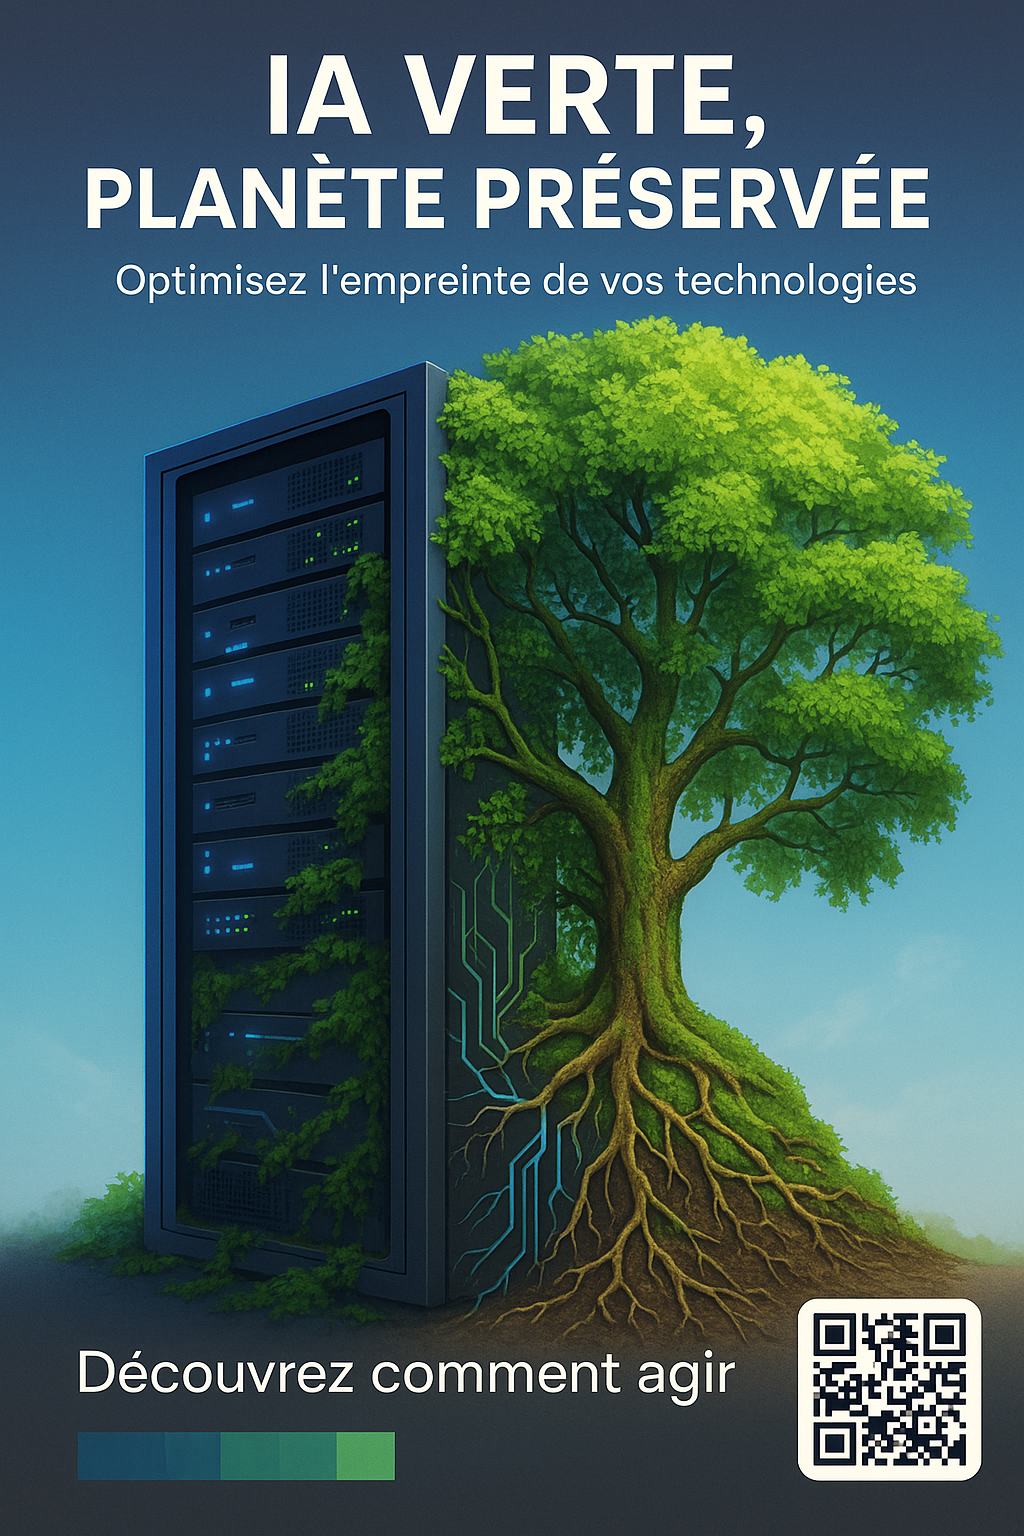 IA VERTE,
PLANÈTE PRÉSERVÉE
Optimisez l'empreinte de vos technologies
Découvrez comment agir